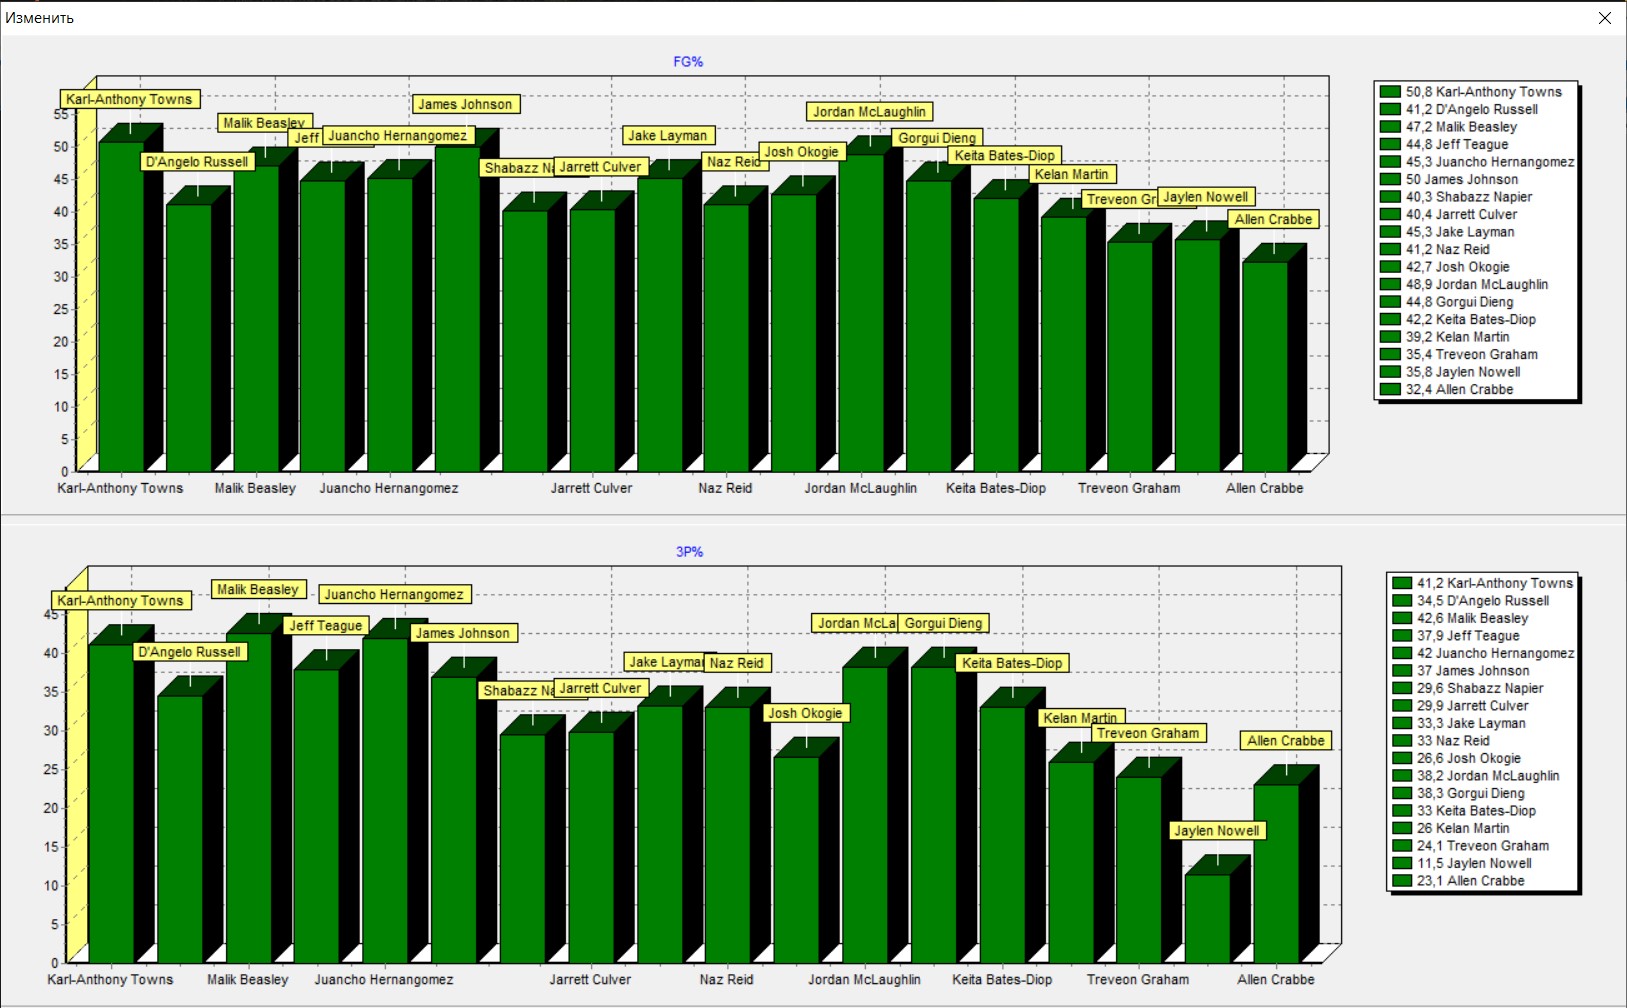 Изменить
FG%
Karl-Anthony Towns
D'Angelo Russell
Malik Beasley
Jeff
Juancho Hernangomez
James Johnson
Shabazz Na
Jarrett Culver
Jake Layman
Naz Reid
Josh Okogie
Jordan McLaughlin
Gorgui Dieng
Keita Bates-Diop
Kelan Martin
Treveon Gr
Jaylen Nowell
Allen Crabbe
55
50
45
40
35
30
25
20
15
10
5
0
Karl-Anthony Towns
Malik Beasley
Juancho Hernangomez
Jarrett Culver
Naz Reid
Jordan McLaughlin
Keita Bates-Diop
Treveon Graham
Allen Crabbe
50,8 Karl-Anthony Towns
41,2 D'Angelo Russell
47,2 Malik Beasley
44,8 Jeff Teague
45,3 Juancho Hernangomez
50 James Johnson
40,3 Shabazz Napier
40,4 Jarrett Culver
45,3 Jake Layman
41,2 Naz Reid
42,7 Josh Okogie
48,9 Jordan McLaughlin
44,8 Gorgui Dieng
42,2 Keita Bates-Diop
39,2 Kelan Martin
35,4 Treveon Graham
35,8 Jaylen Nowell
32,4 Allen Crabbe
3P%
Karl-Anthony Towns
D'Angelo Russell
Malik Beasley
Jeff Teague
Juancho Hernangomez
James Johnson
Shabazz Na
Jarrett Culver
Jake Layman
Naz Reid
Josh Okogie
Jordan McLa
Gorgui Dieng
Keita Bates-Diop
Kelan Martin
Treveon Graham
Jaylen Nowell
Allen Crabbe
45
40
35
30
25
20
15
10
5
0
Karl-Anthony Towns
Malik Beasley
Juancho Hernangomez
Jarrett Culver
Naz Reid
Jordan McLaughlin
Keita Bates-Diop
Treveon Graham
Allen Crabbe
41,2 Karl-Anthony Towns
34,5 D'Angelo Russell
42,6 Malik Beasley
37,9 Jeff Teague
42 Juancho Hernangomez
37 James Johnson
29,6 Shabazz Napier
29,9 Jarrett Culver
33,3 Jake Layman
33 Naz Reid
26,6 Josh Okogie
38,2 Jordan McLaughlin
38,3 Gorgui Dieng
33 Keita Bates-Diop
26 Kelan Martin
24,1 Treveon Graham
11,5 Jaylen Nowell
23,1 Allen Crabbe